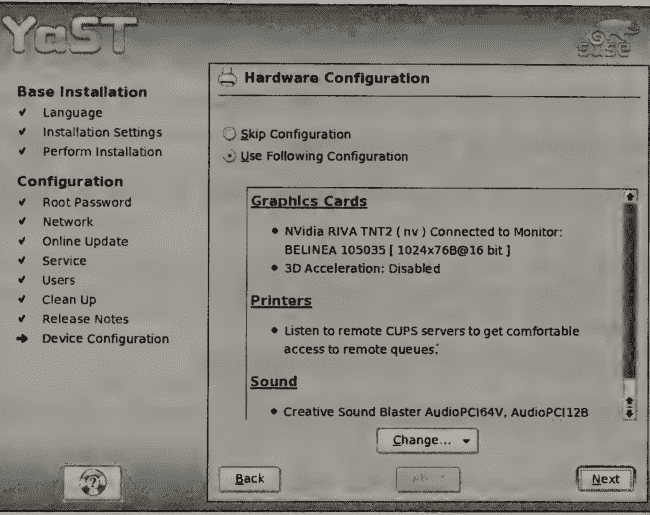 YaST
suse
Base Installation
✔ Language
✔ Installation Settings
✔ Perform Installation
Configuration
✔ Root Password
✔ Network
✔ Online Update
✔ Service
✔ Users
✔ Clean Up
✔ Release Notes
➔ Device Configuration
Hardware Configuration
Skip Configuration
Use Following Configuration
Graphics Cards
• NVidia RIVA TNT2 ( nv ) Connected to Monitor:
BELINEA 105035 [ 1024x76B@16 bit ]
• 3D Acceleration: Disabled
Printers
• Listen to remote CUPS servers to get comfortable
access to remote queues.
Sound
• Creative Sound Blaster AudioPCI64V, AudioPCI12B
Change...
Back
Next